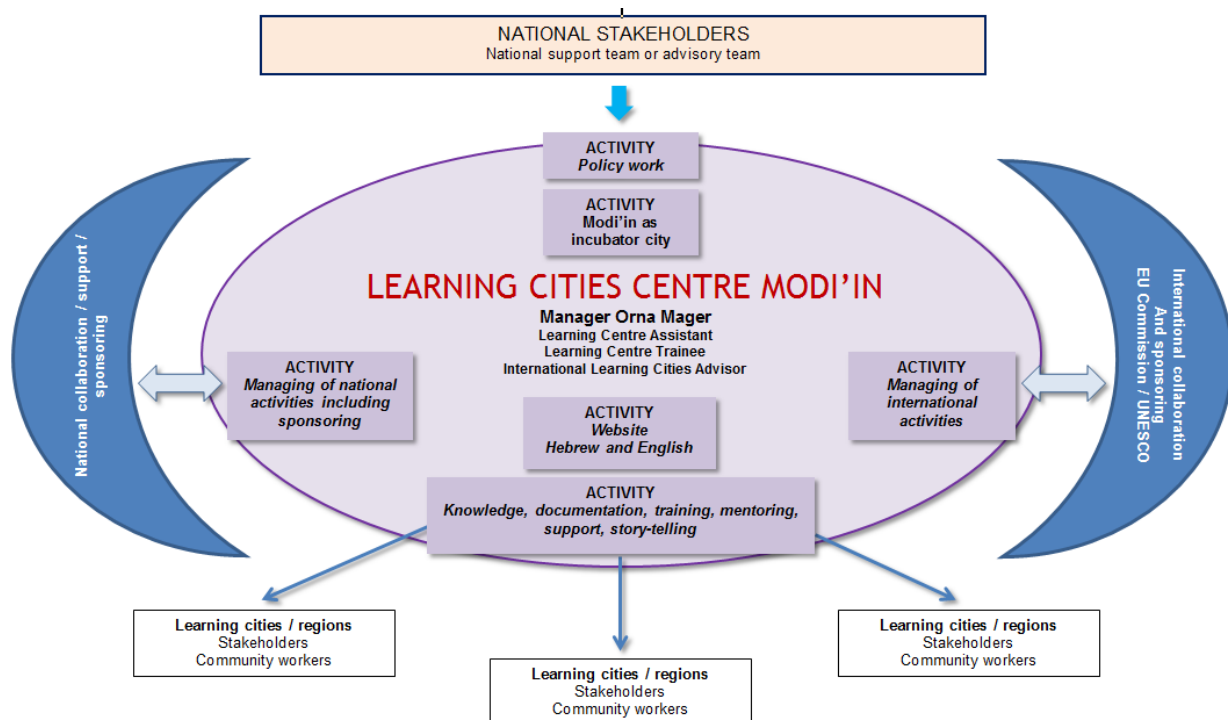 NATIONAL STAKEHOLDERS
National support team or advisory team
ACTIVITY
Policy work
ACTIVITY
Modi'in as
incubator city
LEARNING CITIES CENTRE MODI'IN
Manager Orna Mager
Learning Centre Assistant
Learning Centre Trainee
International Learning Cities Advisor
National collaboration / support /
sponsoring
ACTIVITY
Managing of national
activities including
sponsoring
ACTIVITY
Managing of
international
activities
International collaboration
And sponsoring
EU Commission / UNESCO
ACTIVITY
Website
Hebrew and English
ACTIVITY
Knowledge, documentation, training, mentoring,
support, story-telling
Learning cities / regions
Stakeholders
Community workers
Learning cities / regions
Stakeholders
Community workers
Learning cities / regions
Stakeholders
Community workers